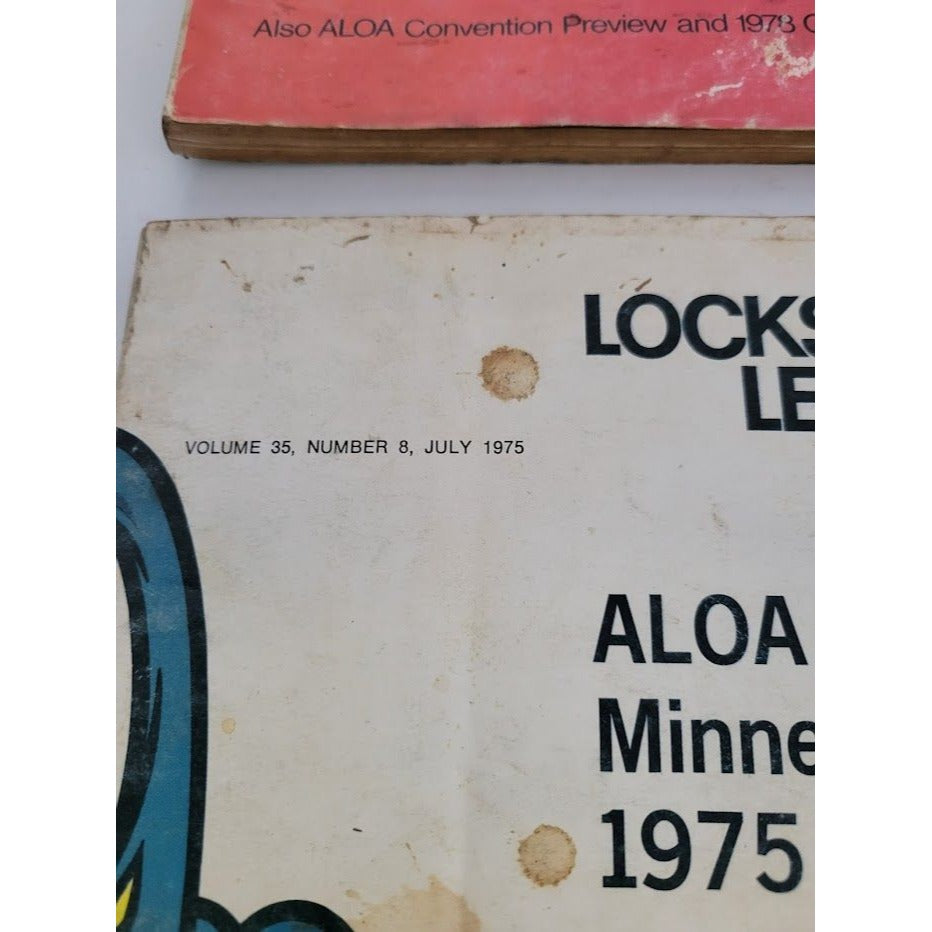 Also ALOA Convention Preview and 1978
LOCKS
LE
VOLUME 35, NUMBER 8, JULY 1975
ALOA
Minne
1975